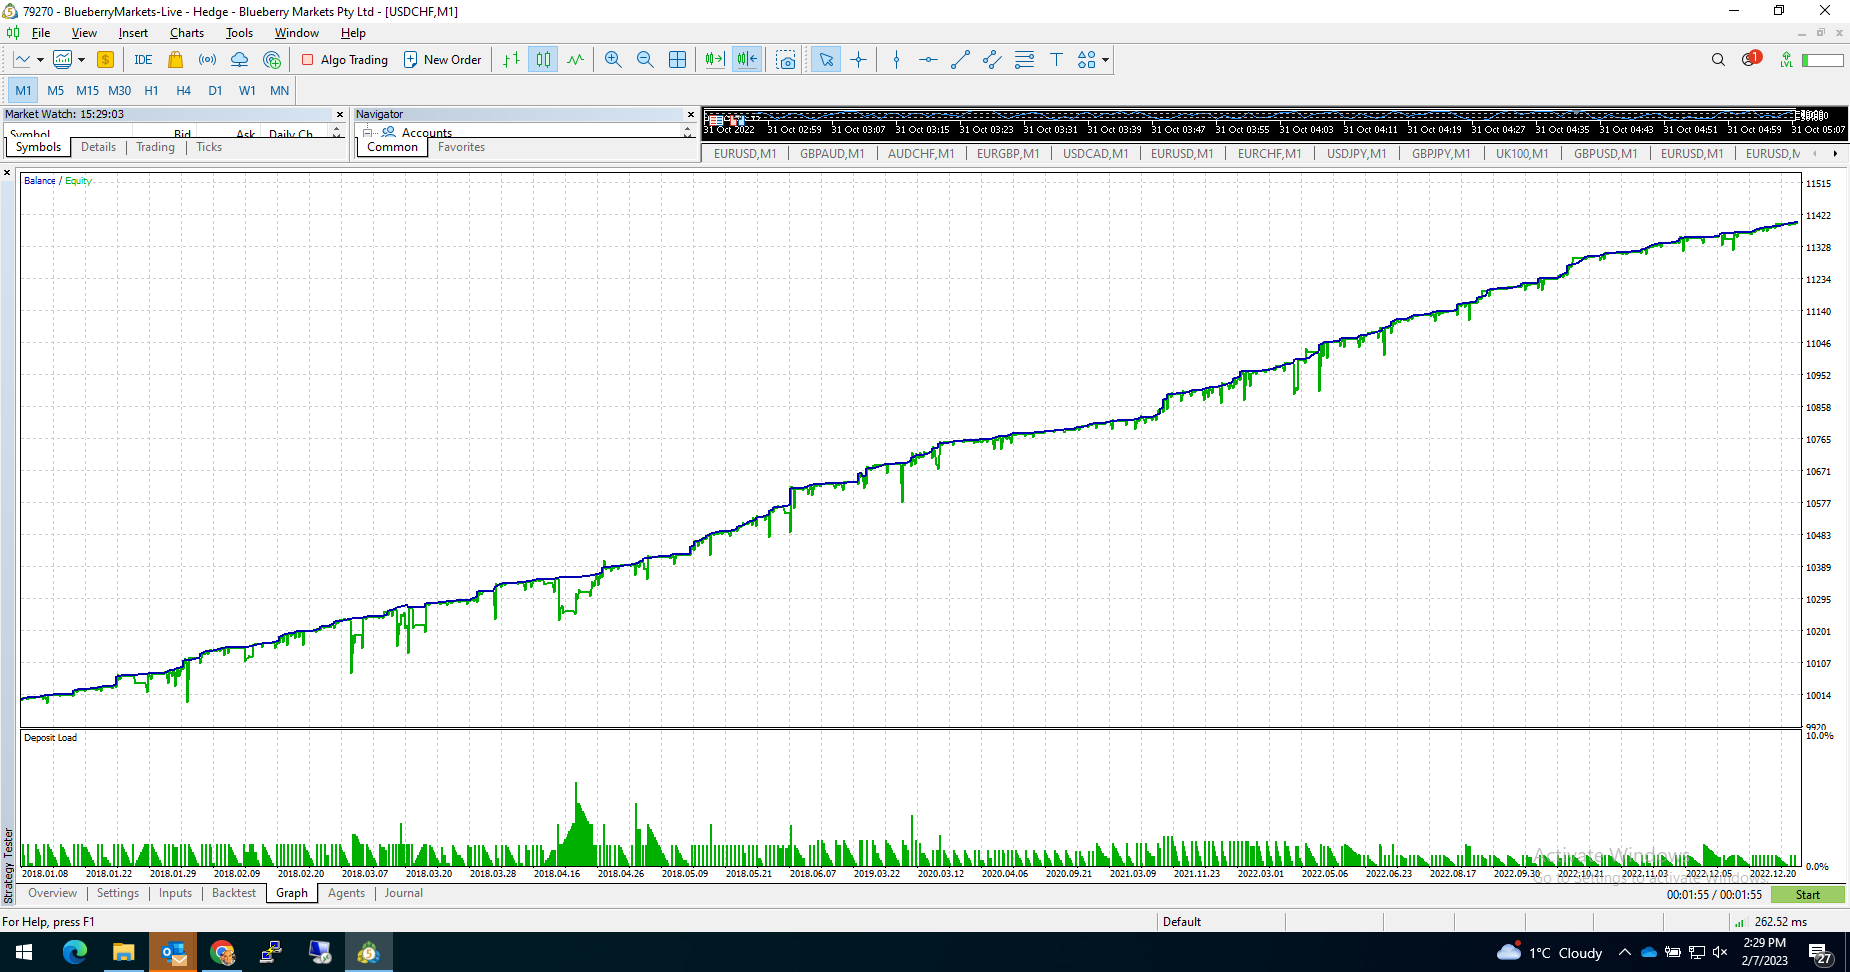 79270 - BlueberryMarkets-Live - Hedge - Blueberry Markets Pty Ltd - [USDCHF,M1]
File View Insert Charts Tools Window Help
IDE Algo Trading New Order 1 LVL
M1 M5 M15 M30 H1 H4 D1 W1 MN
Market Watch: 15:29:03
Symbol Bid Ask Daily Ch
Symbols Details Trading Ticks
Navigator
Accounts
Common Favorites
31 Oct 2022 31 Oct 02:59 31 Oct 03:07 31 Oct 03:15 31 Oct 03:23 31 Oct 03:31 31 Oct 03:39 31 Oct 03:47 31 Oct 03:55 31 Oct 04:03 31 Oct 04:11 31 Oct 04:19 31 Oct 04:27 31 Oct 04:35 31 Oct 04:43 31 Oct 04:51 31 Oct 04:59 31 Oct 05:07
EURUSD,M1 GBPAUD,M1 AUDCHF,M1 EURGBP,M1 USDCAD,M1 EURUSD,M1 EURCHF,M1 USDJPY,M1 GBPJPY,M1 UK100,M1 GBPUSD,M1 EURUSD,M1 EURUSD,M
Balance / Equity
11515
11422
11328
11234
11140
11046
10952
10858
10765
10671
10577
10483
10389
10295
10201
10107
10014
9920
Deposit Load
10.0%
0.0%
2018.01.08 2018.01.22 2018.01.29 2018.02.09 2018.02.20 2018.03.07 2018.03.20 2018.03.28 2018.04.16 2018.04.26 2018.05.09 2018.05.21 2018.06.07 2019.03.22 2020.03.12 2020.04.06 2020.09.21 2021.03.09 2021.11.23 2022.03.01 2022.05.06 2022.06.23 2022.08.17 2022.09.30 2022.10.21 2022.11.03 2022.12.05 2022.12.20
Activate Windows
Go to Settings to activate Windows.
Strategy Tester
Overview Settings Inputs Backtest Graph Agents Journal
00:01:55 / 00:01:55 Start
For Help, press F1 Default 262.52 ms
1°C Cloudy
2:29 PM
2/7/2023
27